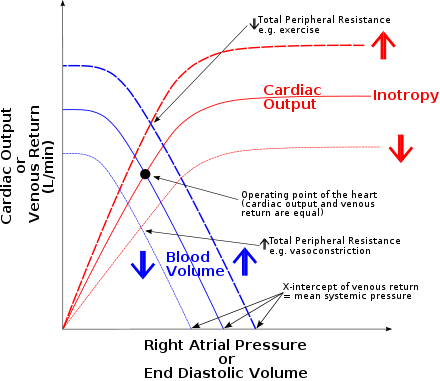 ↓Total Peripheral Resistance
e.g. exercise
Cardiac
Output
Inotropy
Cardiac Output
or
Venous Return
(L/min)
Operating point of the heart
(cardiac output and venous
return are equal)
↑Total Peripheral Resistance
e.g. vasoconstriction
Blood
Volume
X-intercept of venous return
= mean systemic pressure
Right Atrial Pressure
or
End Diastolic Volume